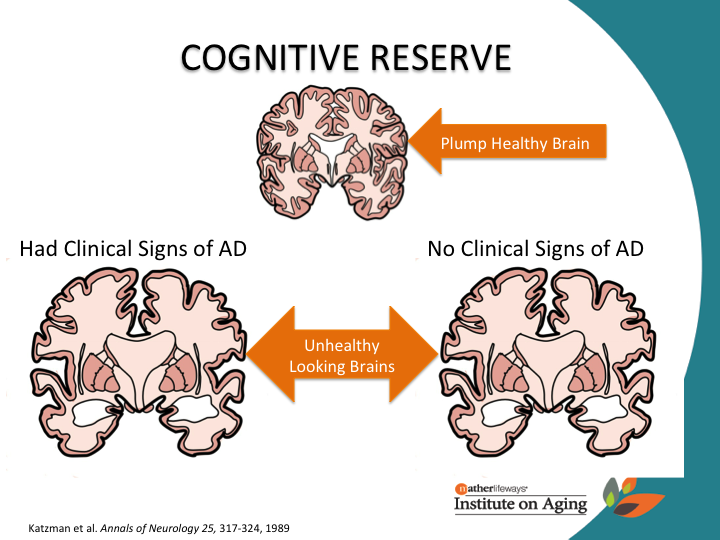 COGNITIVE RESERVE
Plump Healthy Brain
Had Clinical Signs of AD
No Clinical Signs of AD
Unhealthy
Looking Brains
matherlifeways®
Institute on Aging
Katzman et al. Annals of Neurology 25, 317-324, 1989